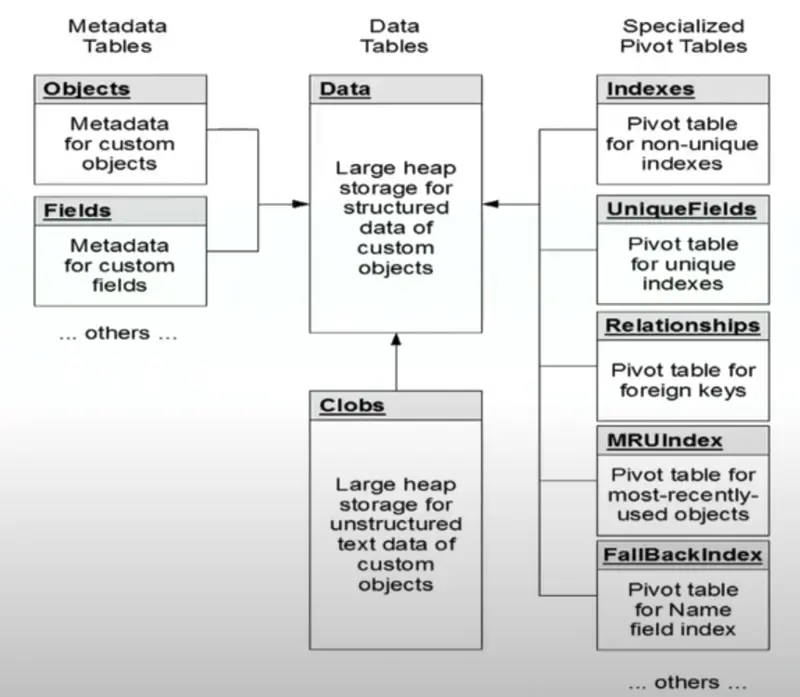 Metadata
Tables
Objects
Metadata
for custom
objects
Fields
Metadata
for custom
fields
... others ...
Data
Tables
Data
Large heap
storage for
structured
data of
custom
objects
Clobs
Large heap
storage for
unstructured
text data of
custom
objects
Specialized
Pivot Tables
Indexes
Pivot table
for non-unique
indexes
UniqueFields
Pivot table
for unique
indexes
Relationships
Pivot table for
foreign keys
MRUIndex
Pivot table for
most-recently-
used objects
FallBackIndex
Pivot table
for Name
field index
... others ...